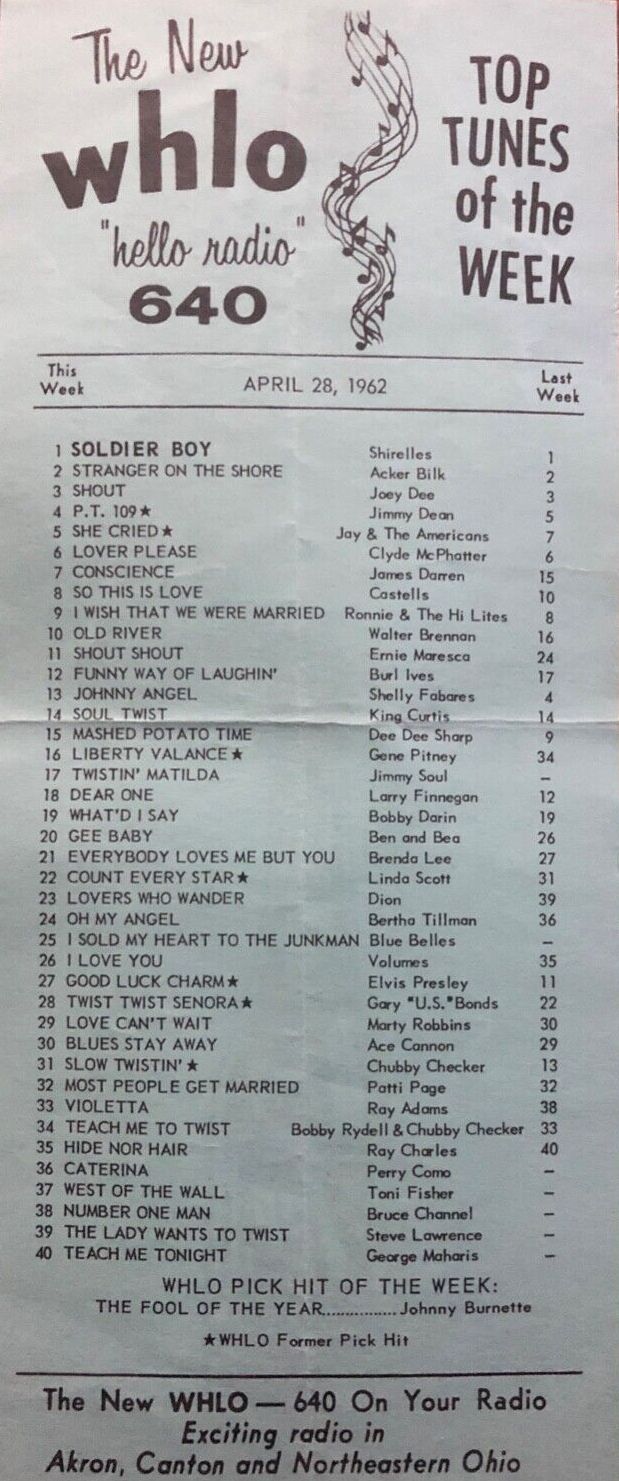 The New
whlo
"hello radio"
640
TOP
TUNES
of the
WEEK
This Week APRIL 28, 1962 Last Week
1 SOLDIER BOY Shirelles 1
2 STRANGER ON THE SHORE Acker Bilk 2
3 SHOUT Joey Dee 3
4 P.T. 109★ Jimmy Dean 5
5 SHE CRIED★ Jay & The Americans 7
6 LOVER PLEASE Clyde McPhatter 6
7 CONSCIENCE James Darren 15
8 SO THIS IS LOVE Castells 10
9 I WISH THAT WE WERE MARRIED Ronnie & The Hi Lites 8
10 OLD RIVER Walter Brennan 16
11 SHOUT SHOUT Ernie Maresca 24
12 FUNNY WAY OF LAUGHIN' Burl Ives 17
13 JOHNNY ANGEL Shelly Fabares 4
14 SOUL TWIST King Curtis 14
15 MASHED POTATO TIME Dee Dee Sharp 9
16 LIBERTY VALANCE★ Gene Pitney 34
17 TWISTIN' MATILDA Jimmy Soul –
18 DEAR ONE Larry Finnegan 12
19 WHAT'D I SAY Bobby Darin 19
20 GEE BABY Ben and Bea 26
21 EVERYBODY LOVES ME BUT YOU Brenda Lee 27
22 COUNT EVERY STAR★ Linda Scott 31
23 LOVERS WHO WANDER Dion 39
24 OH MY ANGEL Bertha Tillman 36
25 I SOLD MY HEART TO THE JUNKMAN Blue Belles –
26 I LOVE YOU Volumes 35
27 GOOD LUCK CHARM★ Elvis Presley 11
28 TWIST TWIST SENORA★ Gary "U.S."Bonds 22
29 LOVE CAN'T WAIT Marty Robbins 30
30 BLUES STAY AWAY Ace Cannon 29
31 SLOW TWISTIN'★ Chubby Checker 13
32 MOST PEOPLE GET MARRIED Patti Page 32
33 VIOLETTA Ray Adams 38
34 TEACH ME TO TWIST Bobby Rydell & Chubby Checker 33
35 HIDE NOR HAIR Ray Charles 40
36 CATERINA Perry Como –
37 WEST OF THE WALL Toni Fisher –
38 NUMBER ONE MAN Bruce Channel –
39 THE LADY WANTS TO TWIST Steve Lawrence –
40 TEACH ME TONIGHT George Maharis –
WHLO PICK HIT OF THE WEEK:
THE FOOL OF THE YEAR...............Johnny Burnette
★WHLO Former Pick Hit
The New WHLO — 640 On Your Radio
Exciting radio in
Akron, Canton and Northeastern Ohio